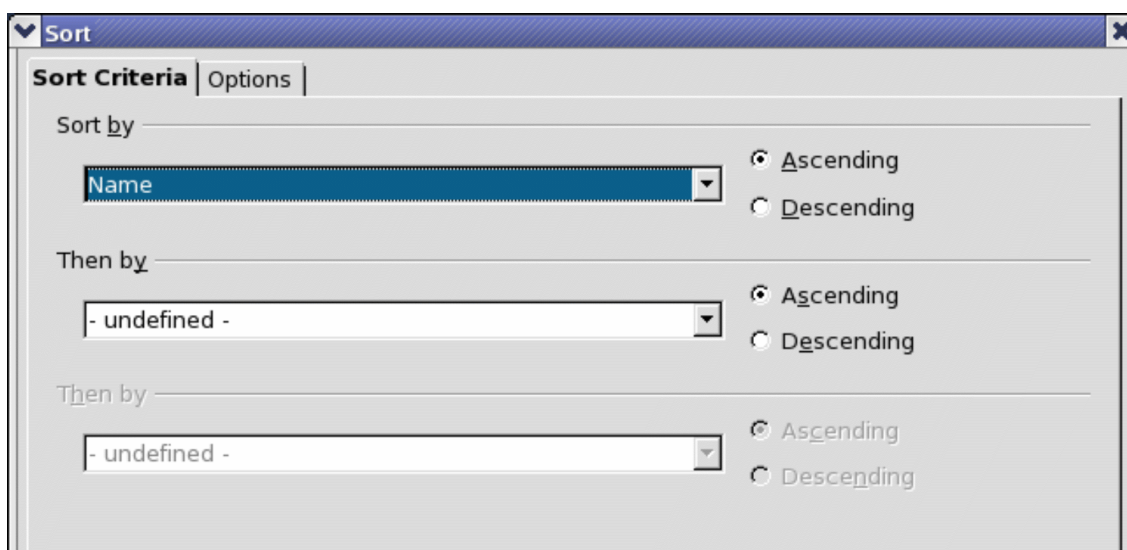 Sort
Sort Criteria Options
Sort by
Name
Ascending
Descending
Then by
- undefined -
Ascending
Descending
Then by
- undefined -
Ascending
Descending